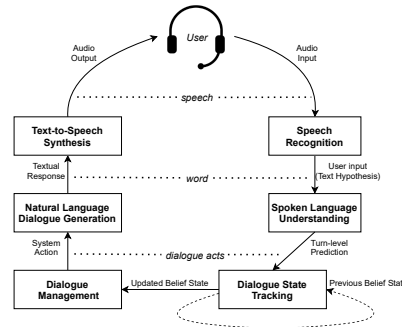 Audio
Output
User
Audio
Input
speech
Text-to-Speech
Synthesis
Speech
Recognition
Textual
Response
word
User input
(Text Hypothesis)
Natural Language
Dialogue Generation
Spoken Language
Understanding
System
Action
dialogue acts
Turn-level
Prediction
Dialogue
Management
Updated Belief State
Dialogue State
Tracking
Previous Belief Stat